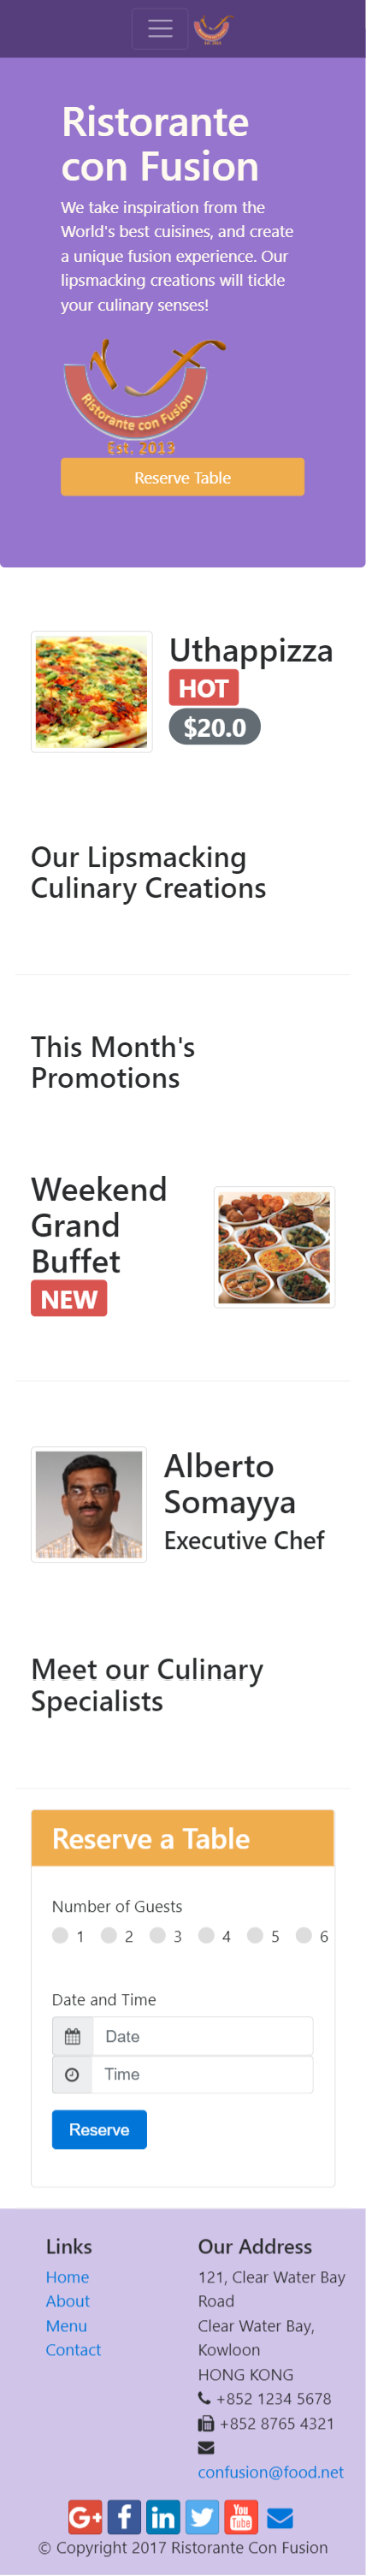 Ristorante
con Fusion
We take inspiration from the
World's best cuisines, and create
a unique fusion experience. Our
lipsmacking creations will tickle
your culinary senses!
Ristorante con Fusion
Est. 2013
Reserve Table
Uthappizza
HOT
$20.0
Our Lipsmacking
Culinary Creations
This Month's
Promotions
Weekend
Grand
Buffet
NEW
Alberto
Somayya
Executive Chef
Meet our Culinary
Specialists
Reserve a Table
Number of Guests
1 2 3 4 5 6
Date and Time
Date
Time
Reserve
Links
Home
About
Menu
Contact
Our Address
121, Clear Water Bay
Road
Clear Water Bay,
Kowloon
HONG KONG
+852 1234 5678
+852 8765 4321
confusion@food.net
G+ f in You Tube
© Copyright 2017 Ristorante Con Fusion